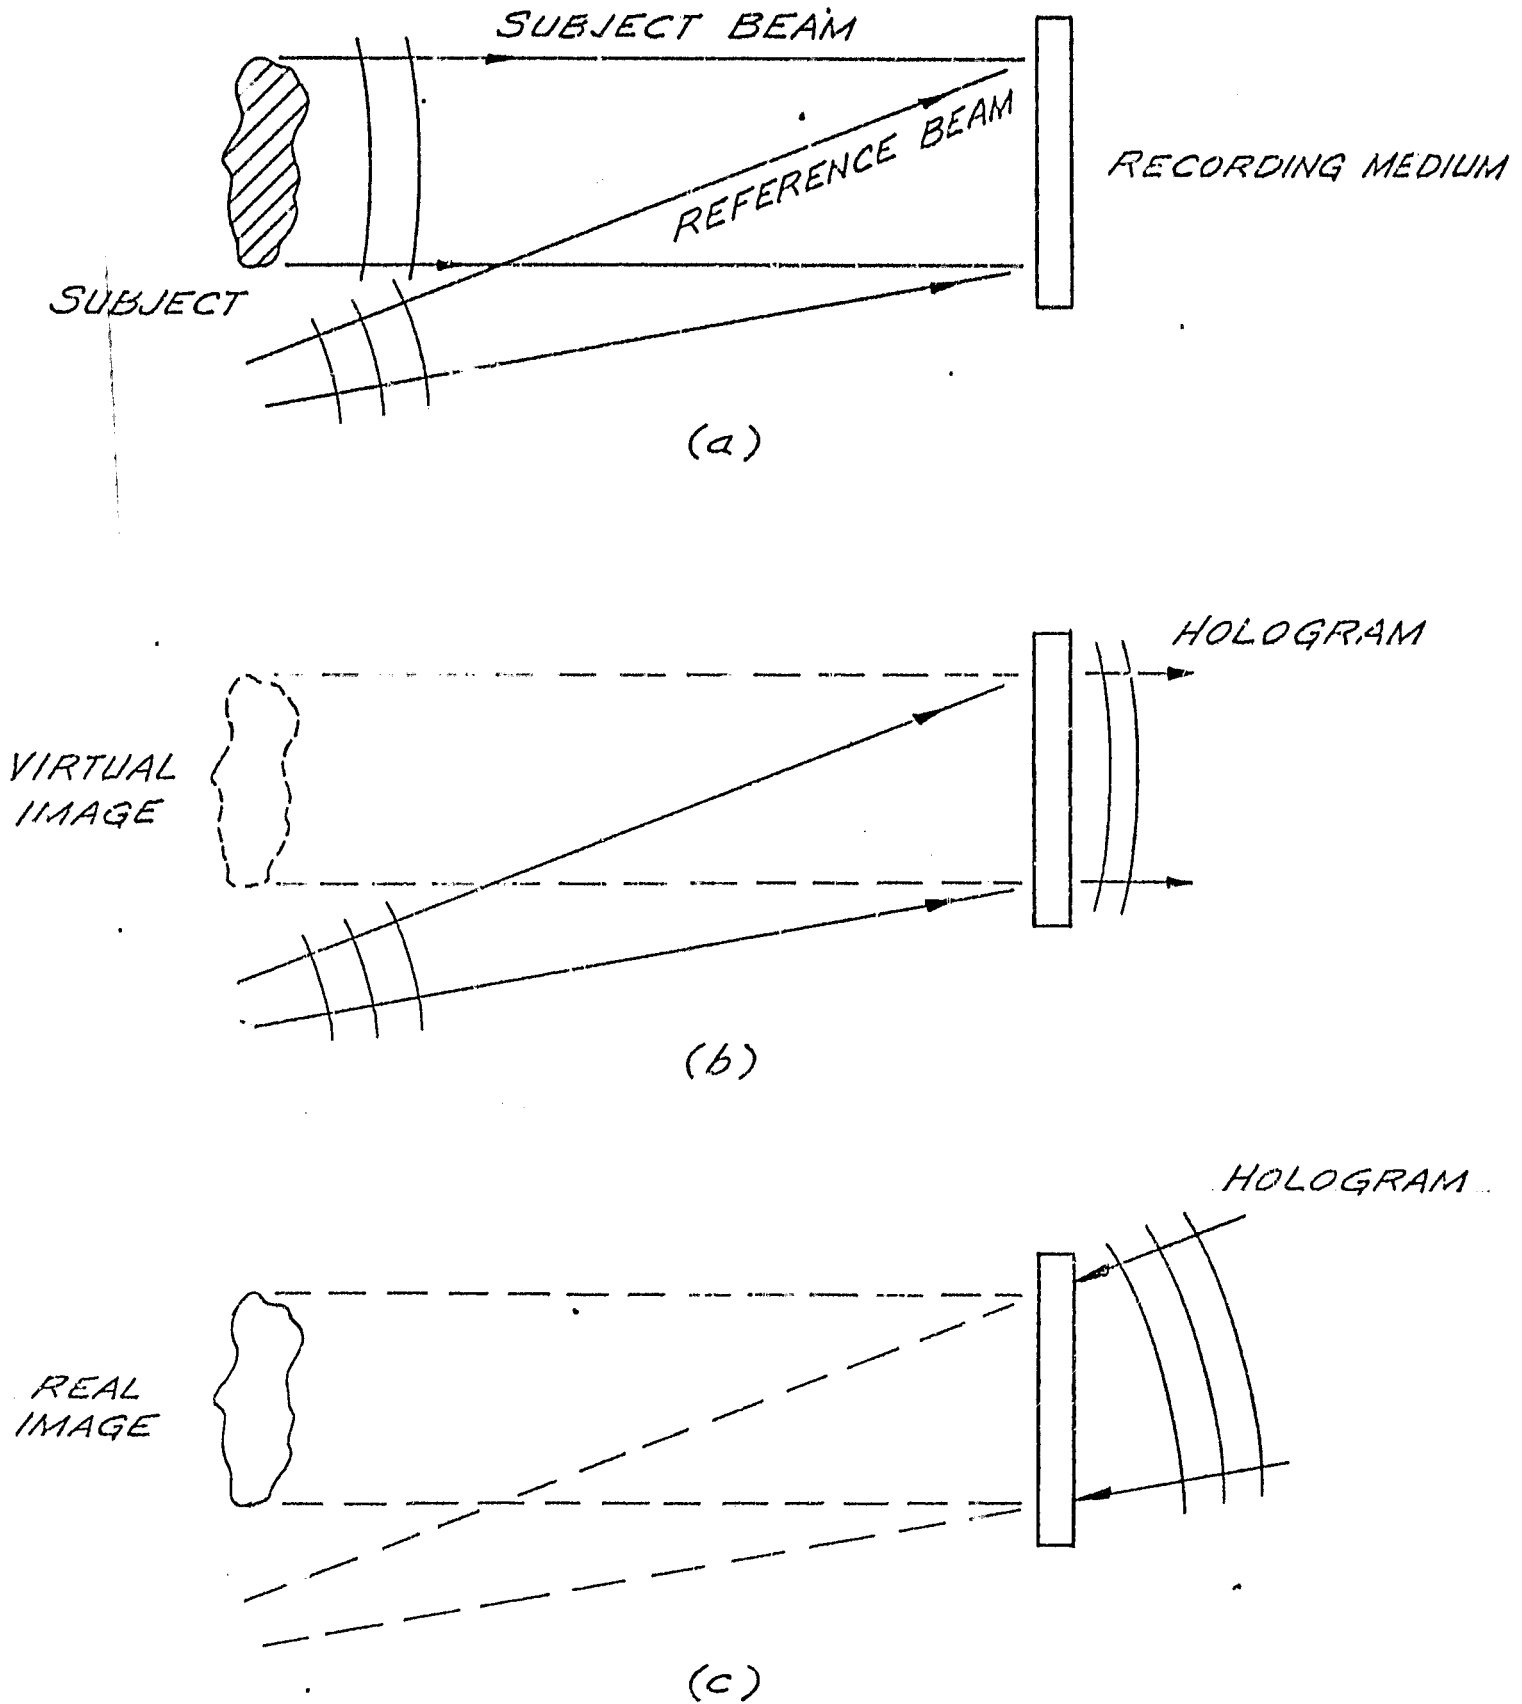 SUBJECT BEAM
REFERENCE BEAM
RECORDING MEDIUM
SUBJECT
(a)
HOLOGRAM
VIRTUAL
IMAGE
(b)
HOLOGRAM
REAL
IMAGE
(c)